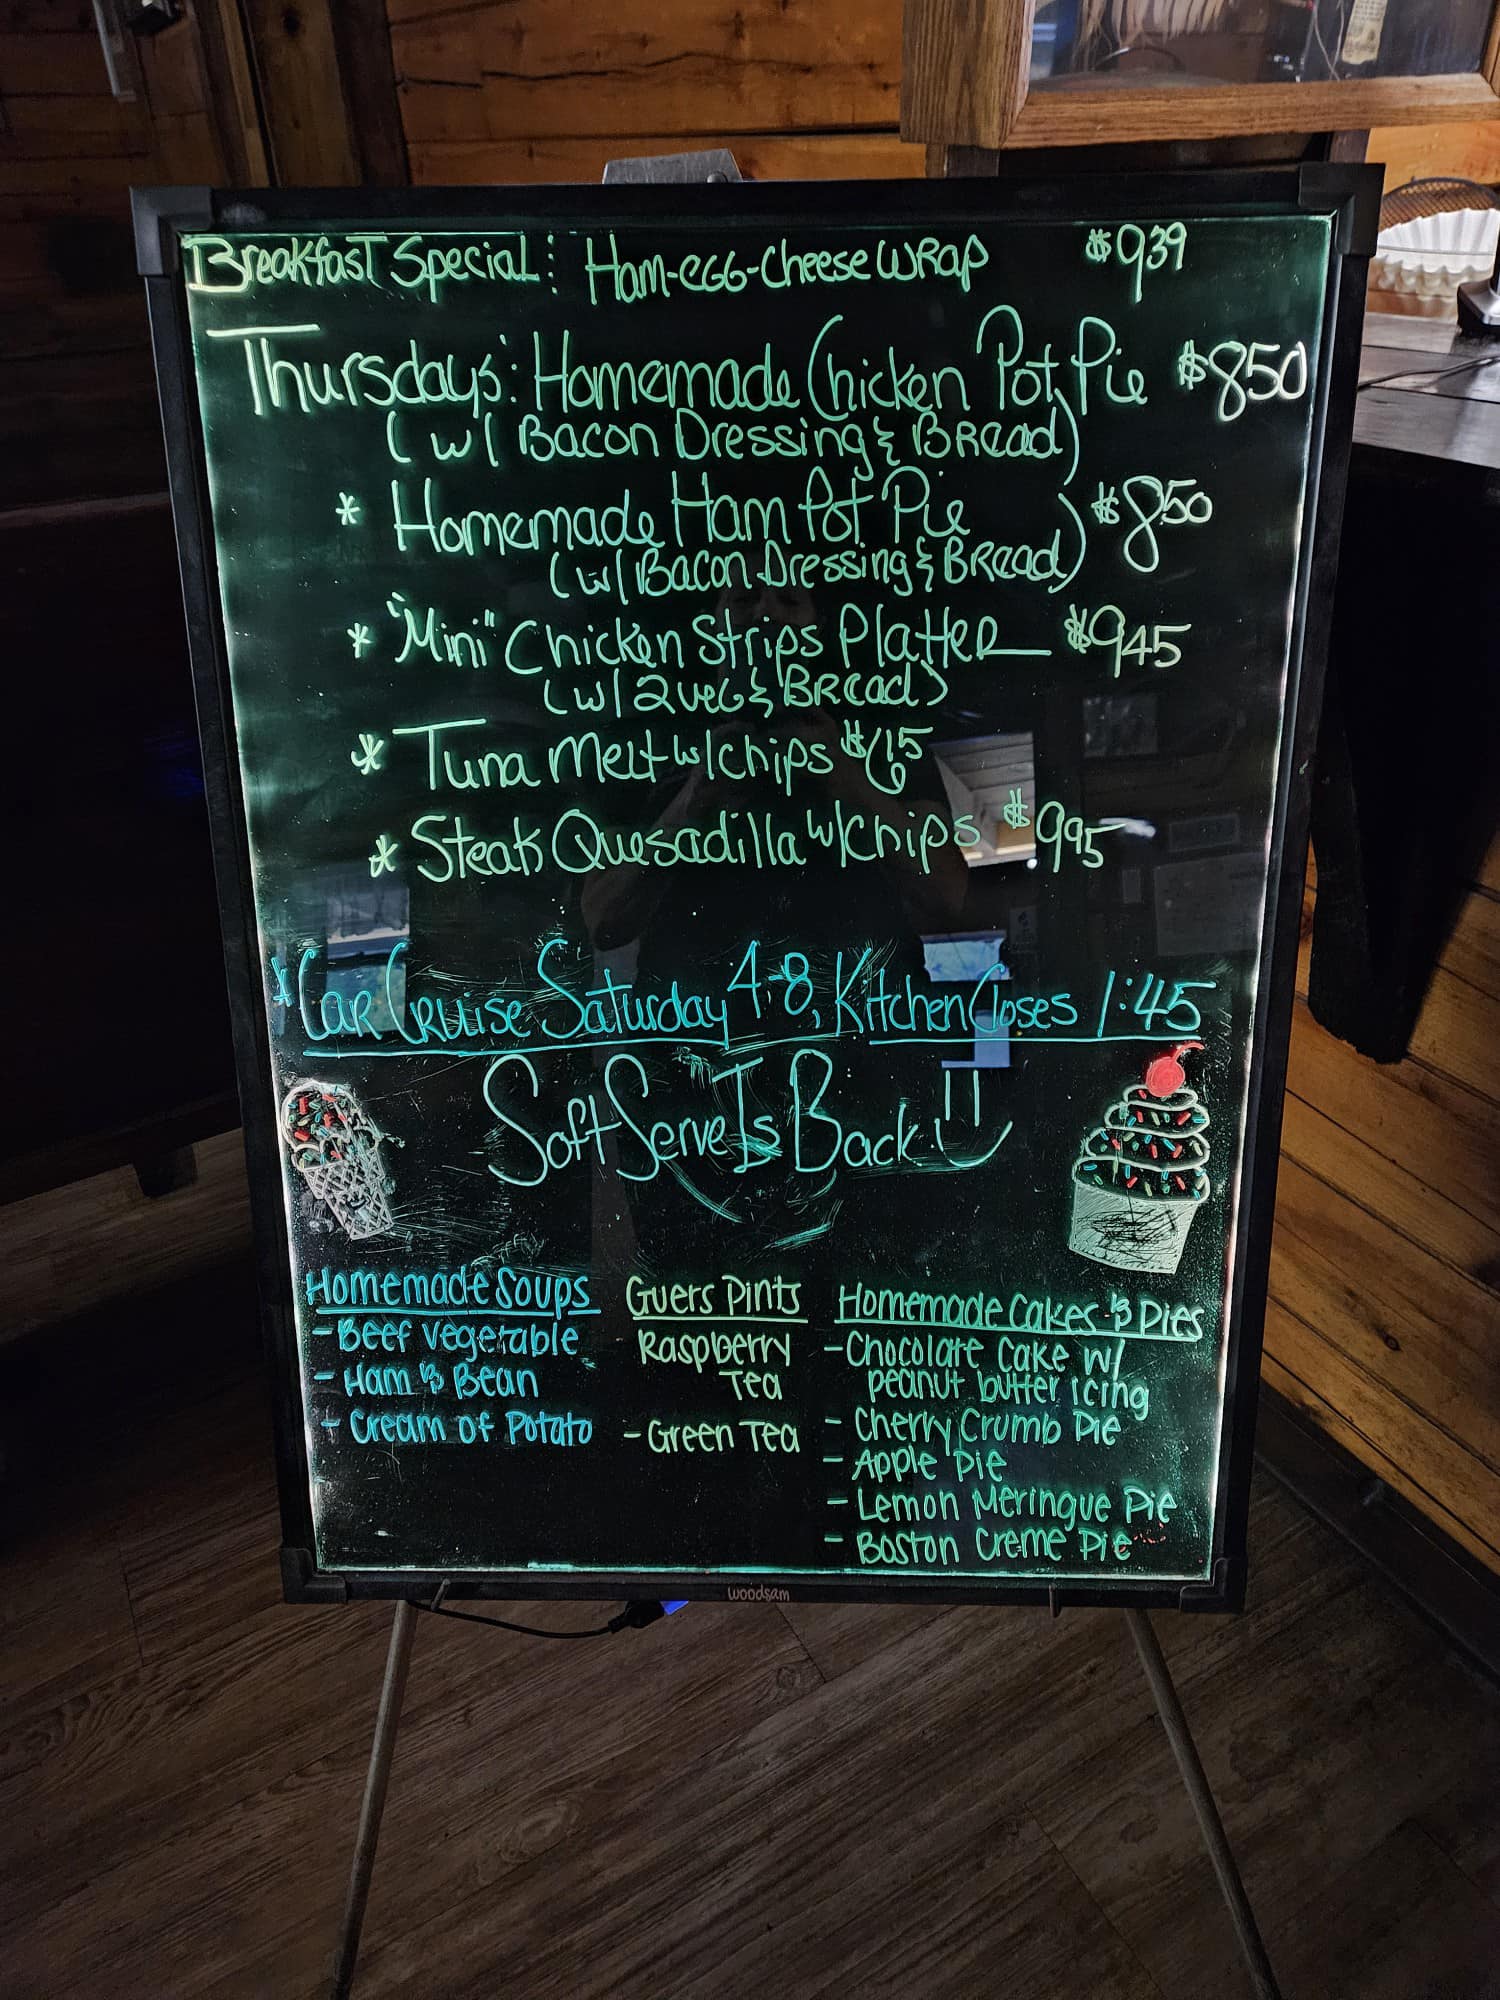 Breakfast Special: Ham-egg-cheese wrap $9.39
Thursdays': Homemade Chicken Pot Pie $8.50
(w/ Bacon Dressing & Bread)
* Homemade Ham Pot Pie $8.50
(w/ Bacon Dressing & Bread)
* "Mini" Chicken Strips Platter $9.45
(w/ 2 veg & Bread)
* Tuna Melt w/ chips $6.15
* Steak Quesadilla w/ chips $9.95
* Car Cruise Saturday 4-8, Kitchen Closes 1:45
Soft Serve Is Back
Homemade Soups
- Beef Vegetable
- Ham & Bean
- Cream of Potato
Guers Pints
Raspberry
Tea
- Green Tea
Homemade Cakes & Pies
- Chocolate Cake w/
peanut butter icing
- Cherry Crumb Pie
- Apple Pie
- Lemon Meringue Pie
- Boston Creme Pie
woodsam